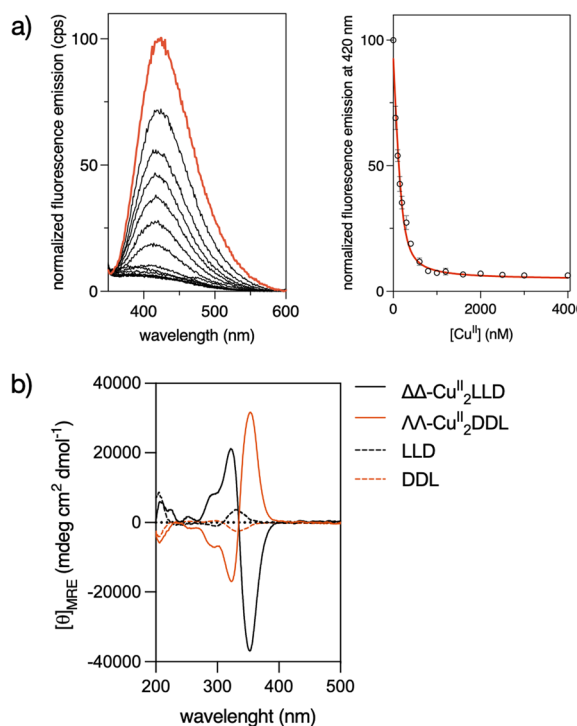 a)
normalized fluorescence emission (cps)
100
50
0
400
500
600
wavelength (nm)
normalized fluorescence emission at 420 nm
100
50
0
0
2000
4000
[Cuᴵᴵ] (nM)
b)
[θ]MRE (mdeg cm² dmol⁻¹)
40000
20000
0
-20000
-40000
200
300
400
500
wavelenght (nm)
ΔΔ-Cuᴵᴵ₂LLD
ΛΛ-Cuᴵᴵ₂DDL
LLD
DDL